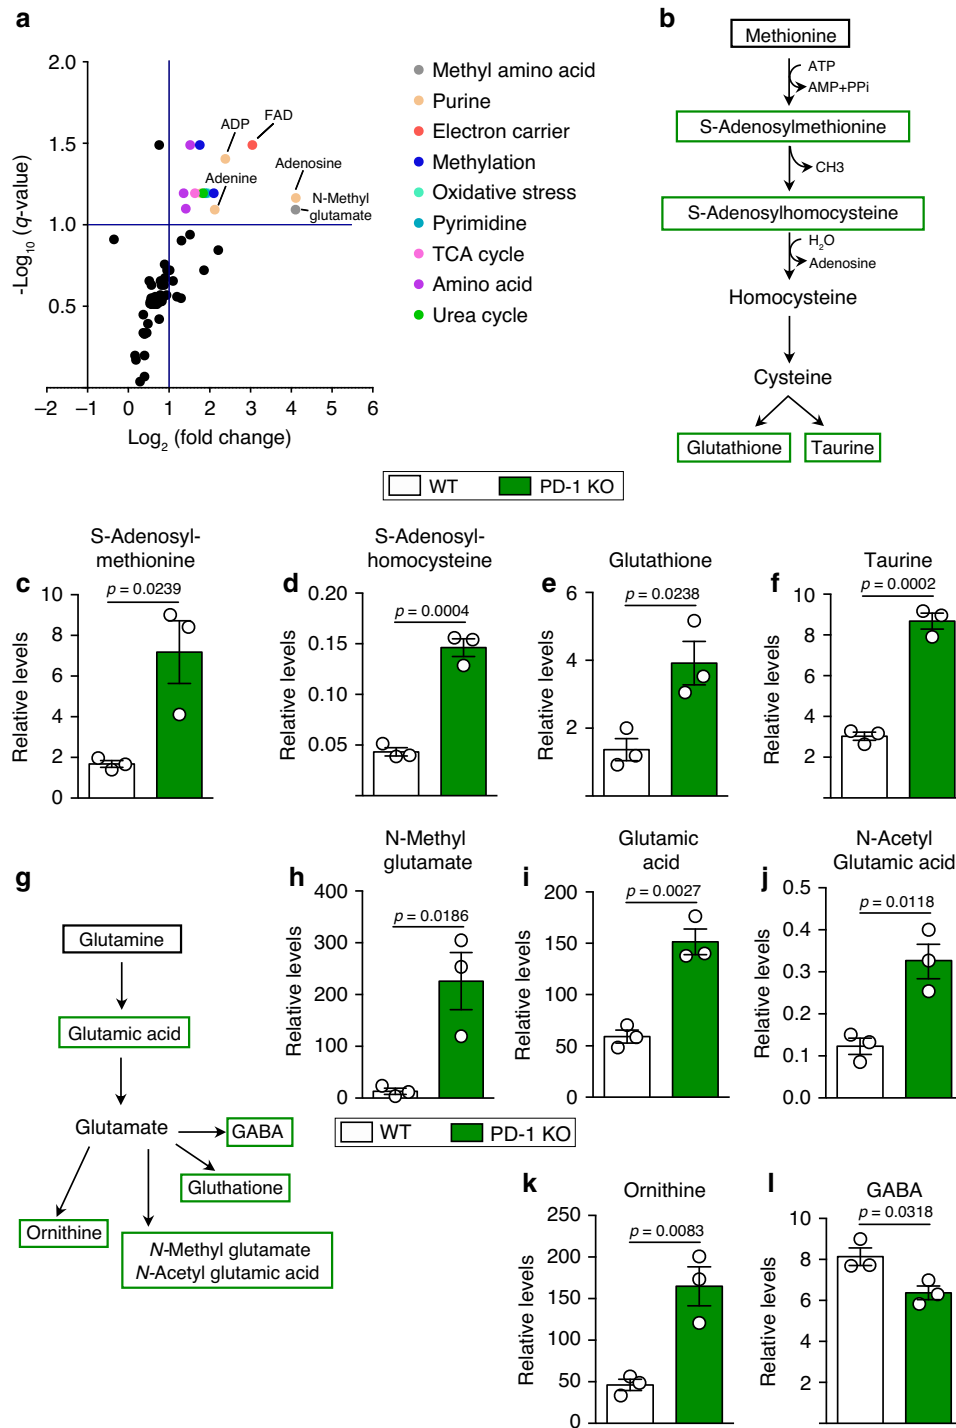 a
2.0
1.5
1.0
0.5
-Log10 (q-value)
–2 –1 0 1 2 3 4 5 6
Log2 (fold change)
ADP
FAD
Adenosine
Adenine
N-Methyl
glutamate
Methyl amino acid
Purine
Electron carrier
Methylation
Oxidative stress
Pyrimidine
TCA cycle
Amino acid
Urea cycle
b
Methionine
ATP
AMP+PPi
S-Adenosylmethionine
CH3
S-Adenosylhomocysteine
H2O
Adenosine
Homocysteine
Cysteine
Glutathione
Taurine
WT
PD-1 KO
c
S-Adenosyl-
methionine
p = 0.0239
10
8
6
4
2
0
Relative levels
d
S-Adenosyl-
homocysteine
p = 0.0004
0.20
0.15
0.10
0.05
Relative levels
e
Glutathione
p = 0.0238
6
4
2
Relative levels
f
Taurine
p = 0.0002
10
8
6
4
2
Relative levels
g
Glutamine
Glutamic acid
Glutamate
GABA
Gluthatione
Ornithine
N-Methyl glutamate
N-Acetyl glutamic acid
h
N-Methyl
glutamate
p = 0.0186
400
300
200
100
0
Relative levels
i
Glutamic
acid
p = 0.0027
200
150
100
50
0
Relative levels
j
N-Acetyl
Glutamic acid
p = 0.0118
0.5
0.4
0.3
0.2
0.1
0.0
Relative levels
WT
PD-1 KO
k
Ornithine
p = 0.0083
250
200
150
100
50
0
Relative levels
l
GABA
p = 0.0318
10
8
6
4
2
Relative levels